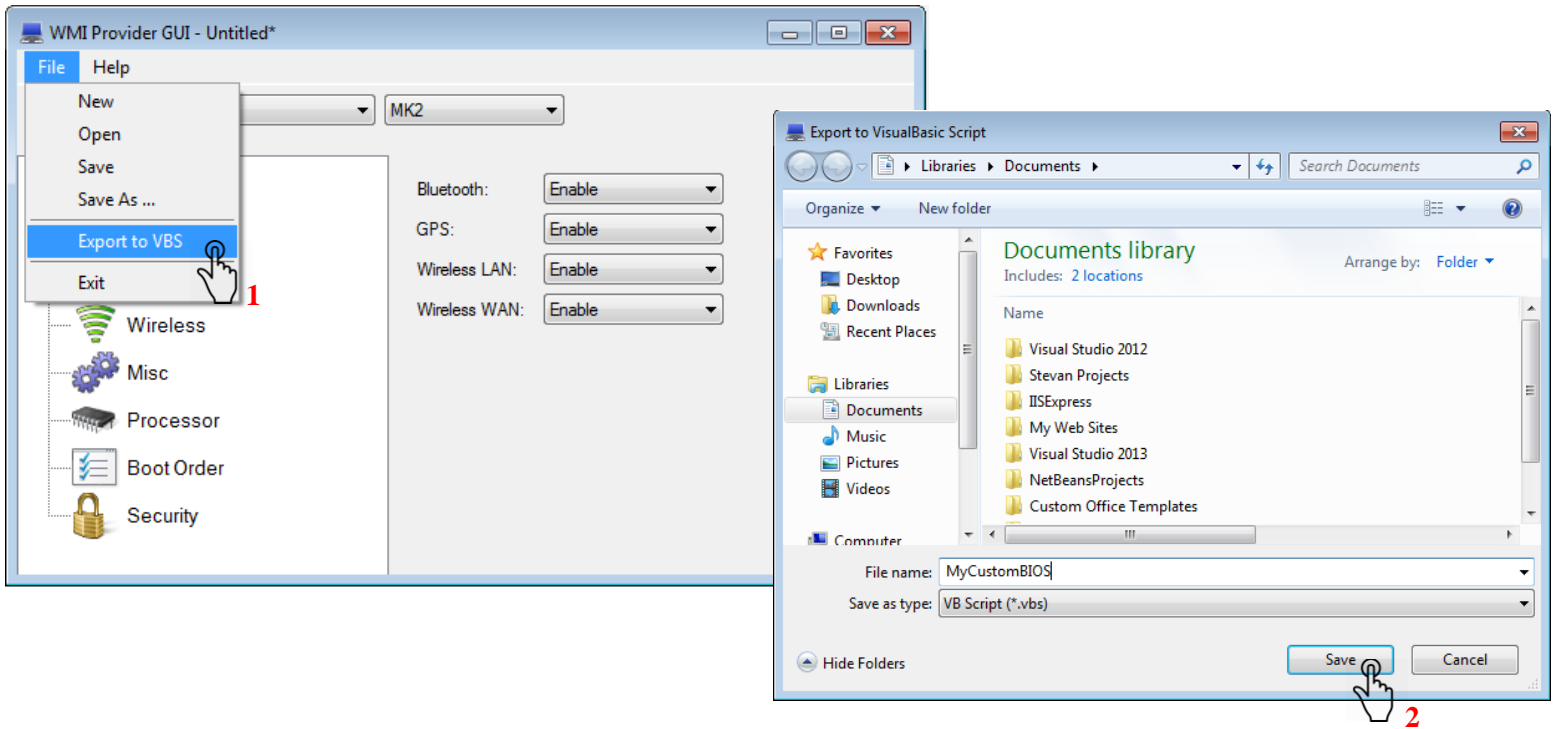 WMI Provider GUI - Untitled*
File Help
New
Open
Save
Save As ...
Export to VBS
Exit
1
MK2
Bluetooth: Enable
GPS: Enable
Wireless LAN: Enable
Wireless WAN: Enable
Wireless
Misc
Processor
Boot Order
Security
Export to VisualBasic Script
Libraries Documents
Search Documents
Organize New folder
Favorites
Desktop
Downloads
Recent Places
Libraries
Documents
Music
Pictures
Videos
Computer
Documents library
Includes: 2 locations
Arrange by: Folder
Name
Visual Studio 2012
Stevan Projects
IISExpress
My Web Sites
Visual Studio 2013
NetBeansProjects
Custom Office Templates
File name: MyCustomBIOS
Save as type: VB Script (*.vbs)
Hide Folders
Save
Cancel
2